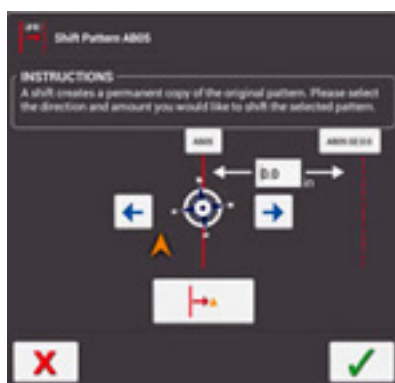 Shift Pattern AB05
INSTRUCTIONS
A shift creates a permanent copy of the original pattern. Please select
the direction and amount you would like to shift the selected pattern.
AB05
0.0
in